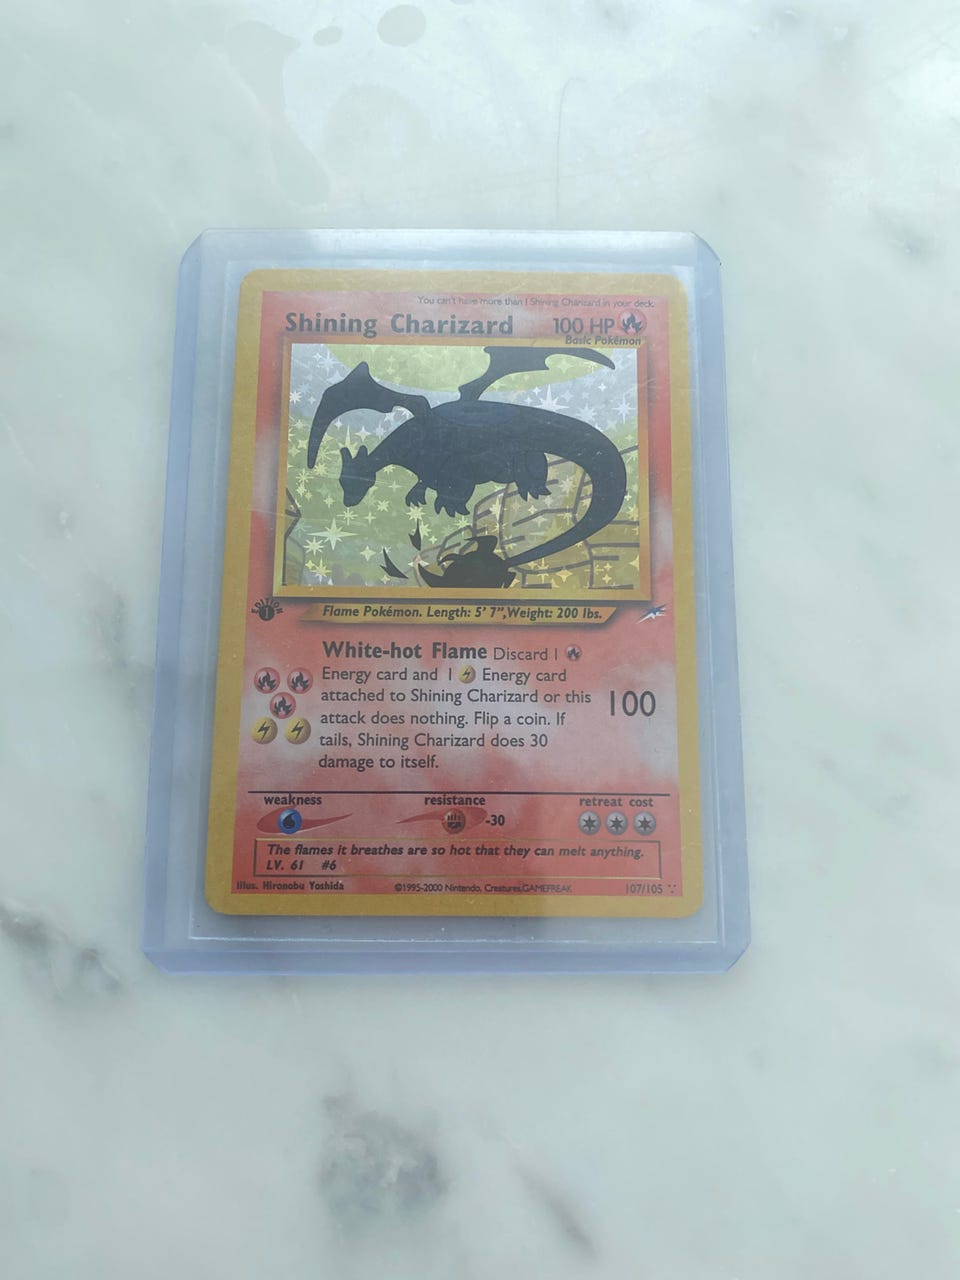 You can't have more than 1 Shining Charizard in your deck.
Shining Charizard 100 HP
Basic Pokémon
EDITION
1
Flame Pokémon. Length: 5' 7", Weight: 200 lbs.
White-hot Flame Discard 1
Energy card and 1 Energy card
attached to Shining Charizard or this
attack does nothing. Flip a coin. If
tails, Shining Charizard does 30
damage to itself.
100
weakness resistance retreat cost
-30
The flames it breathes are so hot that they can melt anything.
LV. 61 #6
Illus. Hironobu Yoshida ©1995-2000 Nintendo, Creatures,GAMEFREAK 107/105